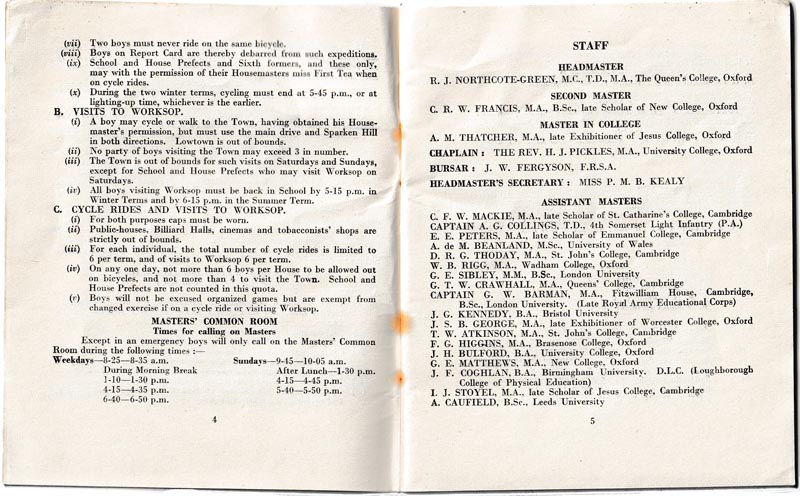 (vii) Two boys must never ride on the same bicycle.
(viii) Boys on Report Card are thereby debarred from such expeditions.
(ix) School and House Prefects and Sixth formers, and these only,
may with the permission of their Housemasters miss First Tea when
on cycle rides.
(x) During the two winter terms, cycling must end at 5-45 p.m., or at
lighting-up time, whichever is the earlier.
B. VISITS TO WORKSOP.
(i) A boy may cycle or walk to the Town, having obtained his House-
master's permission, but must use the main drive and Sparken Hill
in both directions. Lowtown is out of bounds.
(ii) No party of boys visiting the Town may exceed 3 in number.
(iii) The Town is out of bounds for such visits on Saturdays and Sundays,
except for School and House Prefects who may visit Worksop on
Saturdays.
(iv) All boys visiting Worksop must be back in School by 5-15 p.m. in
Winter Terms and by 6-15 p.m. in the Summer Term.
C. CYCLE RIDES AND VISITS TO WORKSOP.
(i) For both purposes caps must be worn.
(ii) Public-houses, Billiard Halls, cinemas and tobacconists' shops are
strictly out of bounds.
(iii) For each individual, the total number of cycle rides is limited to
6 per term, and of visits to Worksop 6 per term.
(iv) On any one day, not more than 6 boys per House to be allowed out
on bicycles, and not more than 4 to visit the Town. School and
House Prefects are not counted in this quota.
(v) Boys will not be excused organized games but are exempt from
changed exercise if on a cycle ride or visiting Worksop.
MASTERS' COMMON ROOM
Times for calling on Masters
Except in an emergency boys will only call on the Masters' Common
Room during the following times :—
Weekdays—8-25—8-35 a.m. Sundays—9-45—10-05 a.m.
During Morning Break After Lunch—1-30 p.m.
1-10—1-30 p.m. 4-15—4-45 p.m.
4-15—4-35 p.m. 5-40—5-50 p.m.
6-40—6-50 p.m.
4
STAFF
HEADMASTER
R. J. NORTHCOTE-GREEN, M.C., T.D., M.A., The Queen's College, Oxford
SECOND MASTER
C. R. W. FRANCIS, M.A., B.Sc., late Scholar of New College, Oxford
MASTER IN COLLEGE
A. M. THATCHER, M.A., late Exhibitioner of Jesus College, Oxford
CHAPLAIN : THE REV. H. J. PICKLES, M.A., University College, Oxford
BURSAR : J. W. FERGYSON, F.R.S.A.
HEADMASTER'S SECRETARY : MISS P. M. B. KEALY
ASSISTANT MASTERS
C. F. W. MACKIE, M.A., late Scholar of St. Catharine's College, Cambridge
CAPTAIN A. G. COLLINGS, T.D., 4th Somerset Light Infantry (P.A.)
E. E. PETERS, M.A., late Scholar of Emmanuel College, Cambridge
A. de M. BEANLAND, M.Sc., University of Wales
D. R. G. THODAY, M.A., St. John's College, Cambridge
W. B. RIGG, M.A., Wadham College, Oxford
G. E. SIBLEY, M.M., B.Sc., London University
G. T. W. CRAWHALL, M.A., Queens' College, Cambridge
CAPTAIN G. W. BARMAN, M.A., Fitzwilliam House, Cambridge,
B.Sc., London University. (Late Royal Army Educational Corps)
J. G. KENNEDY, B.A., Bristol University
J. S. B. GEORGE, M.A., late Exhibitioner of Worcester College, Oxford
T. W. ATKINSON, M.A., St. John's College, Cambridge
F. G. HIGGINS, M.A., Brasenose College, Oxford
J. H. BULFORD, B.A., University College, Oxford
G. E. MATTHEWS, M.A., New College, Oxford
J. F. COGHLAN, B.A., Birmingham University. D.L.C. (Loughborough
College of Physical Education)
I. J. STOYEL, M.A., late Scholar of Jesus College, Cambridge
A. CAUFIELD, B.Sc., Leeds University
5